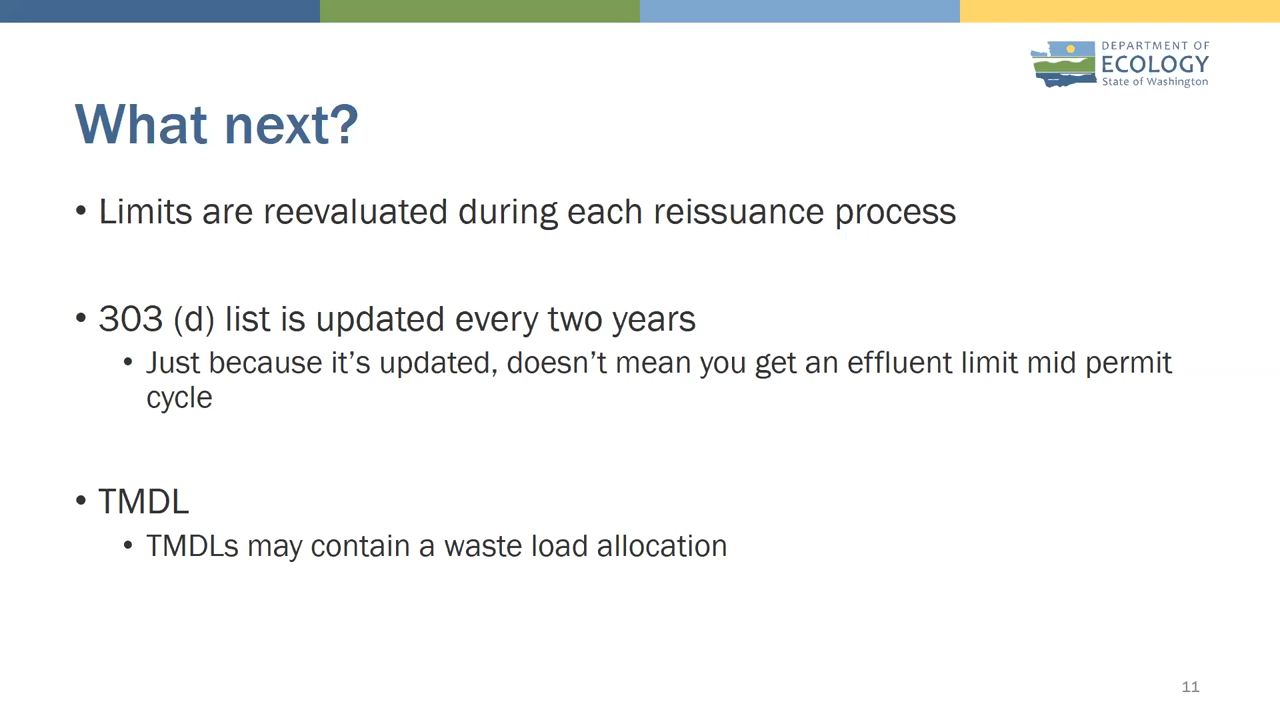 DEPARTMENT OF
ECOLOGY
State of Washington
What next?
• Limits are reevaluated during each reissuance process
• 303 (d) list is updated every two years
• Just because it's updated, doesn't mean you get an effluent limit mid permit
cycle
• TMDL
• TMDLs may contain a waste load allocation
11